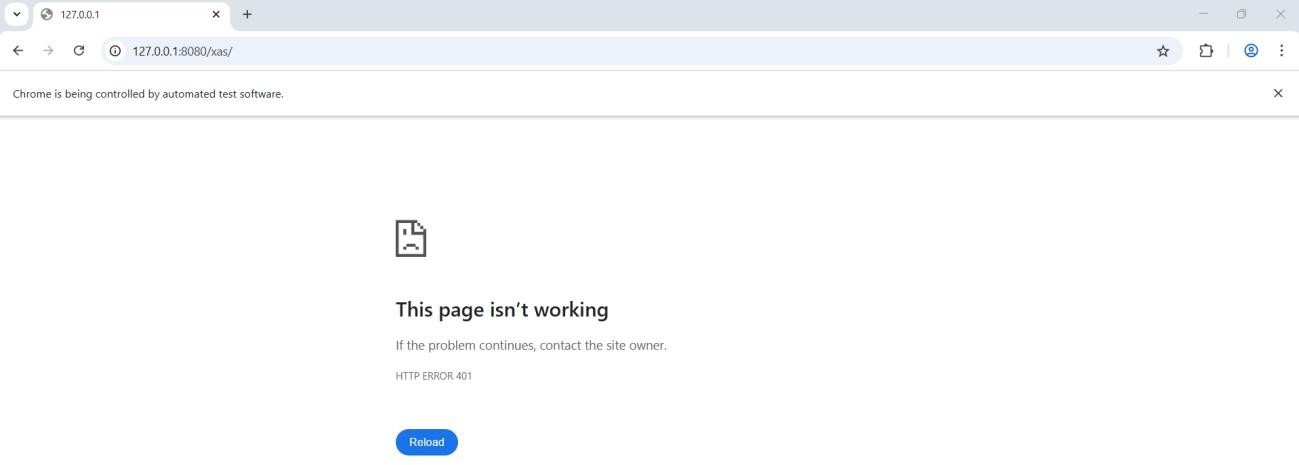 127.0.0.1
127.0.0.1:8080/xas/
Chrome is being controlled by automated test software.
This page isn’t working
If the problem continues, contact the site owner.
HTTP ERROR 401
Reload